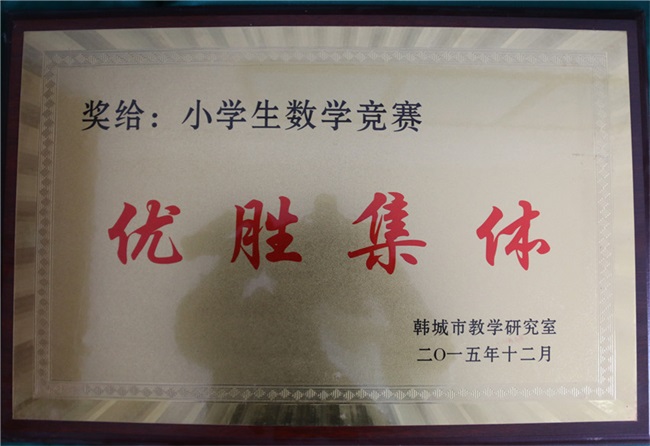 奖给：小学生数学竞赛
优胜集体
韩城市教学研究室
二〇一五年十二月